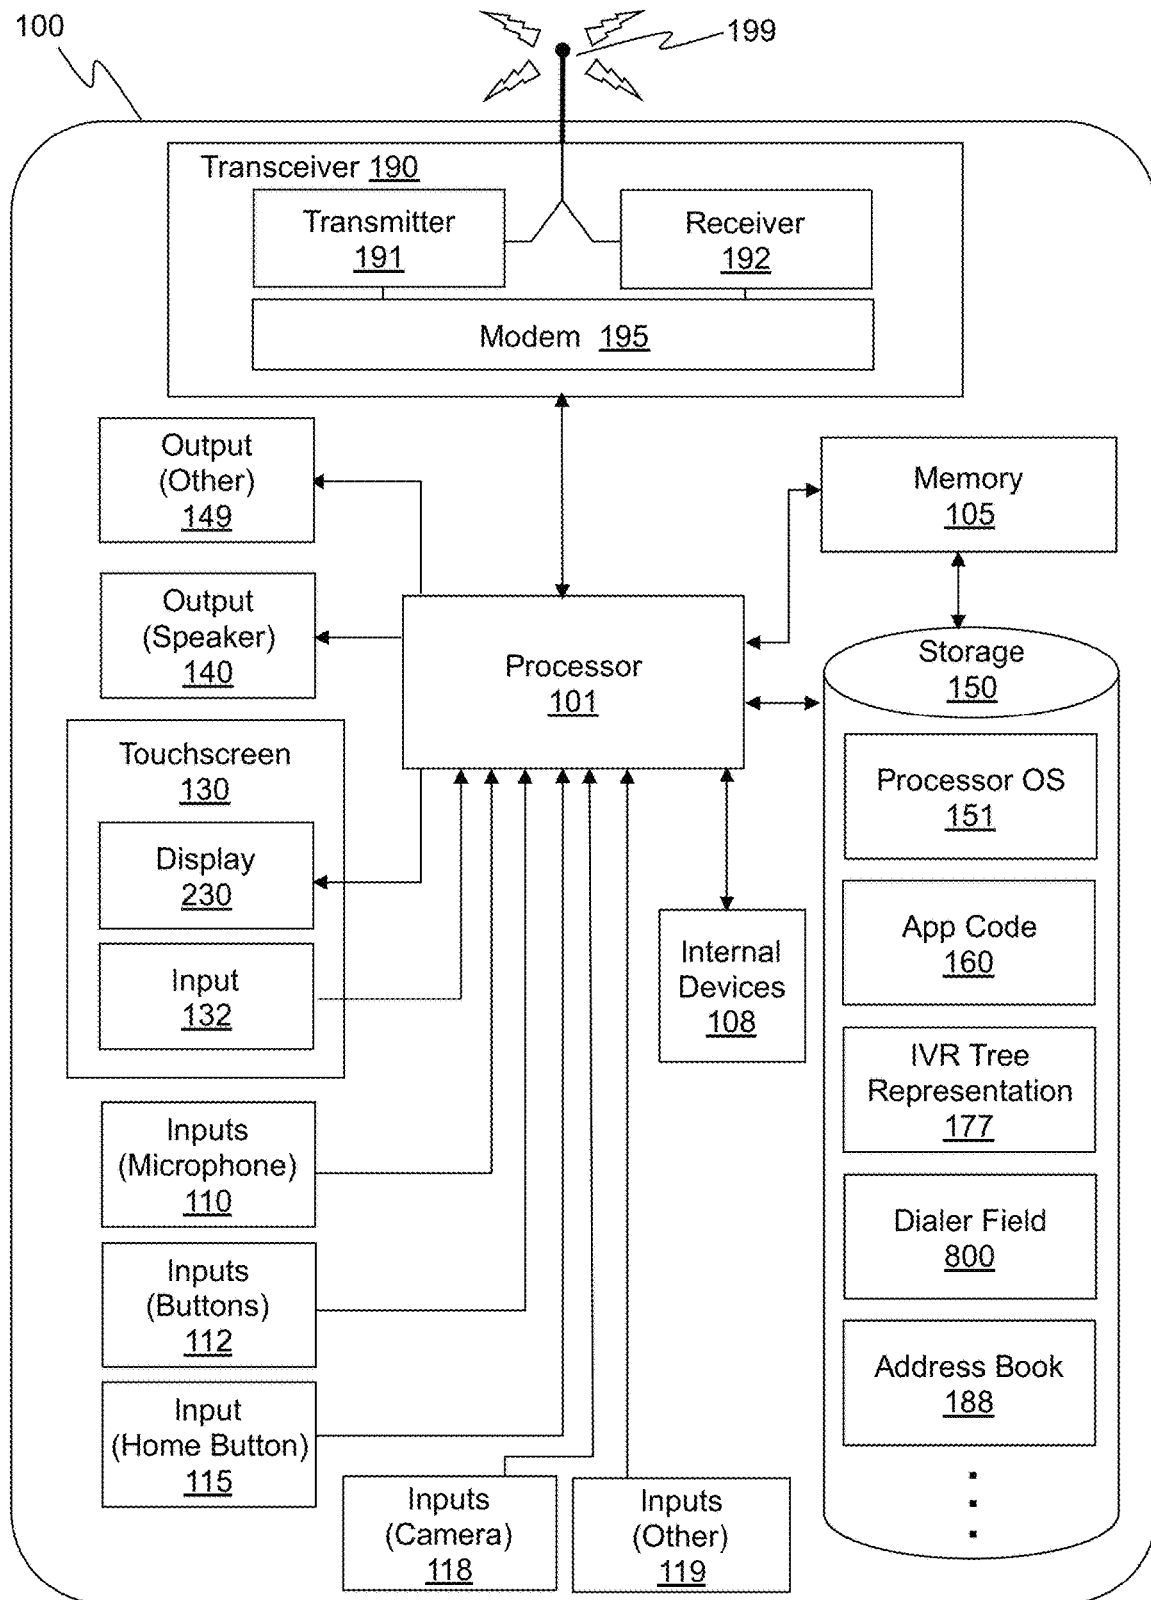 100
199
Transceiver 190
Transmitter
191
Receiver
192
Modem 195
Output
(Other)
149
Memory
105
Output
(Speaker)
140
Processor
101
Storage
150
Touchscreen
130
Display
230
Input
132
Processor OS
151
App Code
160
Internal
Devices
108
IVR Tree
Representation
177
Inputs
(Microphone)
110
Dialer Field
800
Inputs
(Buttons)
112
Address Book
188
Input
(Home Button)
115
Inputs
(Camera)
118
Inputs
(Other)
119